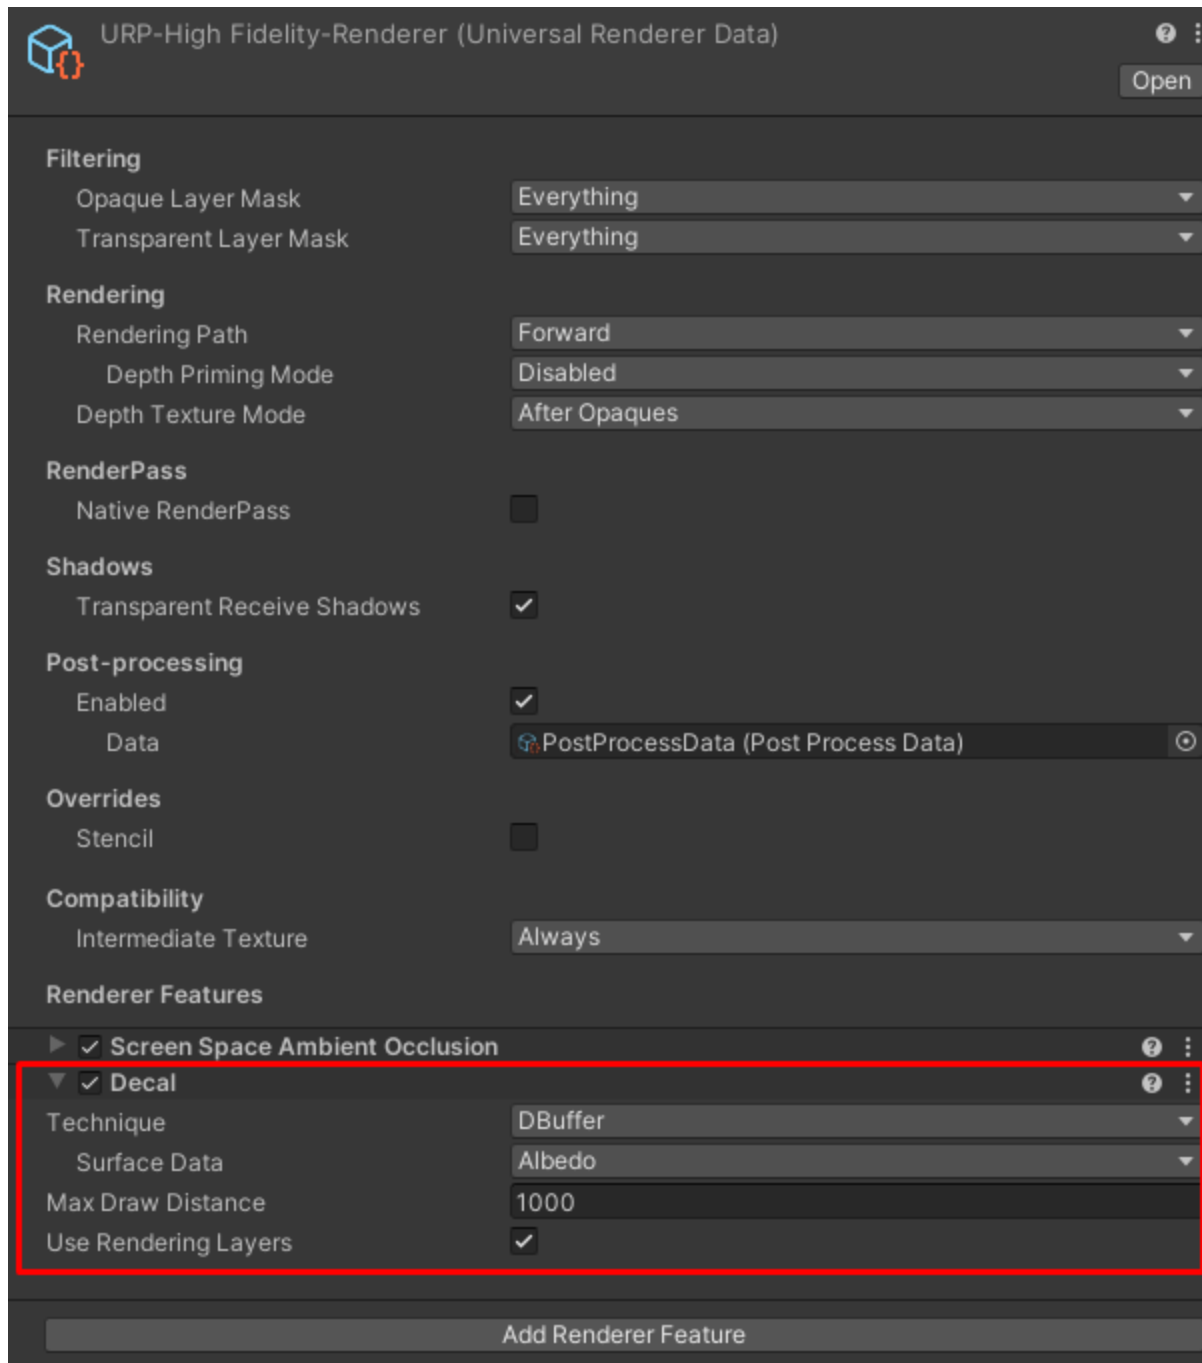 URP-High Fidelity-Renderer (Universal Renderer Data)
Open
Filtering
Opaque Layer Mask Everything
Transparent Layer Mask Everything
Rendering
Rendering Path Forward
Depth Priming Mode Disabled
Depth Texture Mode After Opaques
RenderPass
Native RenderPass
Shadows
Transparent Receive Shadows
Post-processing
Enabled
Data PostProcessData (Post Process Data)
Overrides
Stencil
Compatibility
Intermediate Texture Always
Renderer Features
Screen Space Ambient Occlusion
Decal
Technique DBuffer
Surface Data Albedo
Max Draw Distance 1000
Use Rendering Layers
Add Renderer Feature